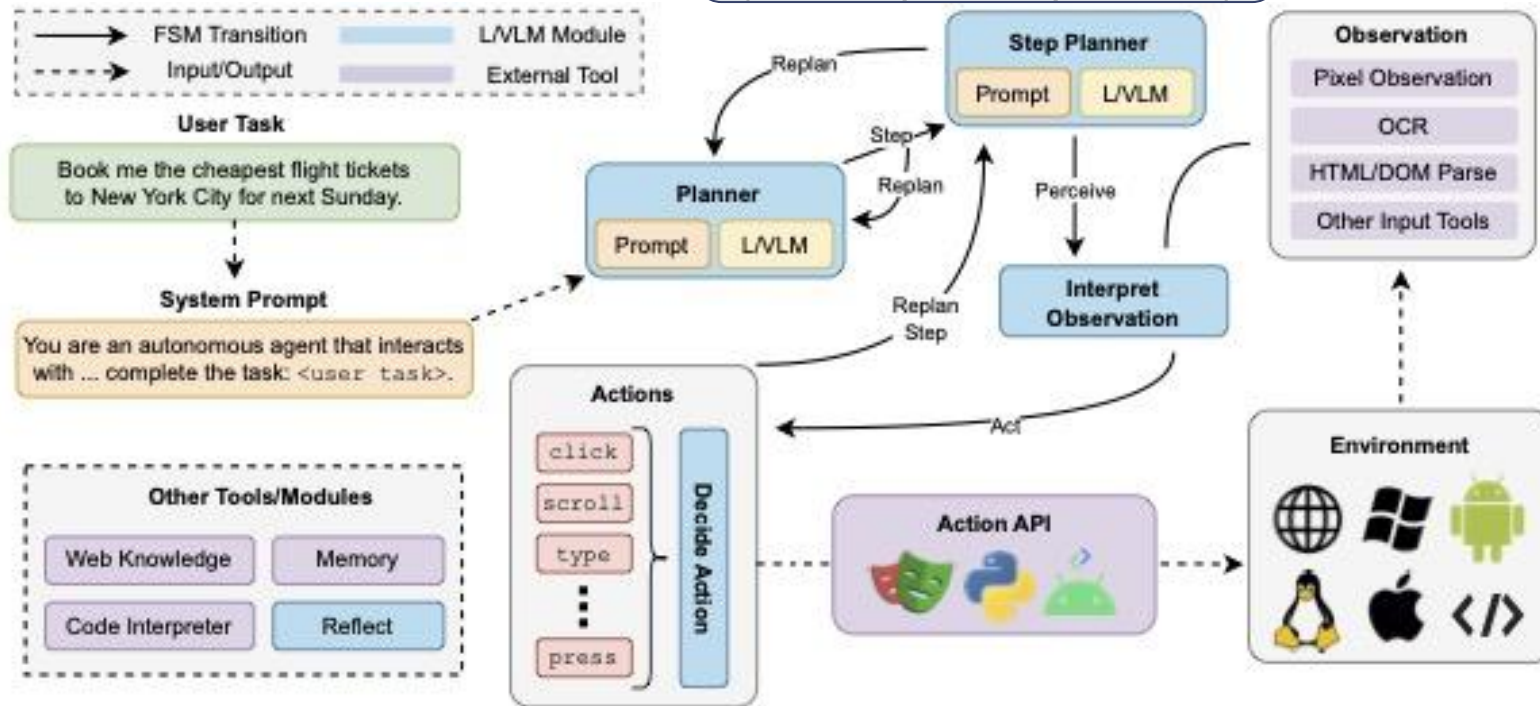 FSM Transition
L/VLM Module
Input/Output
External Tool
User Task
Book me the cheapest flight tickets
to New York City for next Sunday.
System Prompt
You are an autonomous agent that interacts
with ... complete the task: <user task>.
Other Tools/Modules
Web Knowledge
Memory
Code Interpreter
Reflect
Planner
Prompt
L/VLM
Replan
Step
Replan
Step Planner
Prompt
L/VLM
Perceive
Interpret
Observation
Replan
Step
Act
Actions
click
scroll
type
press
Decide Action
Action API
Observation
Pixel Observation
OCR
HTML/DOM Parse
Other Input Tools
Environment
</>